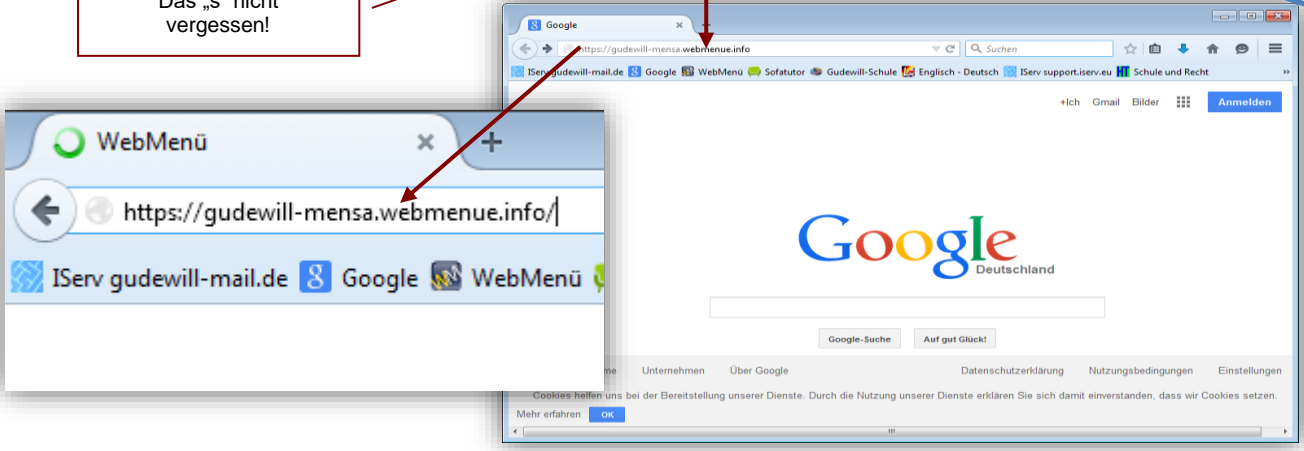 Das „s“ nicht
vergessen!
Google
https://gudewill-mensa.webmenue.info
Suchen
IServ gudewill-mail.de Google WebMenü Sofatutor Gudewill-Schule Englisch - Deutsch IServ support.iserv.eu Schule und Recht »
+Ich Gmail Bilder Anmelden
WebMenü
https://gudewill-mensa.webmenue.info/
IServ gudewill-mail.de Google WebMenü
Google
Deutschland
Google-Suche Auf gut Glück!
Unternehmen Über Google Datenschutzerklärung Nutzungsbedingungen Einstellungen
Cookies helfen uns bei der Bereitstellung unserer Dienste. Durch die Nutzung unserer Dienste erklären Sie sich damit einverstanden, dass wir Cookies setzen.
Mehr erfahren OK